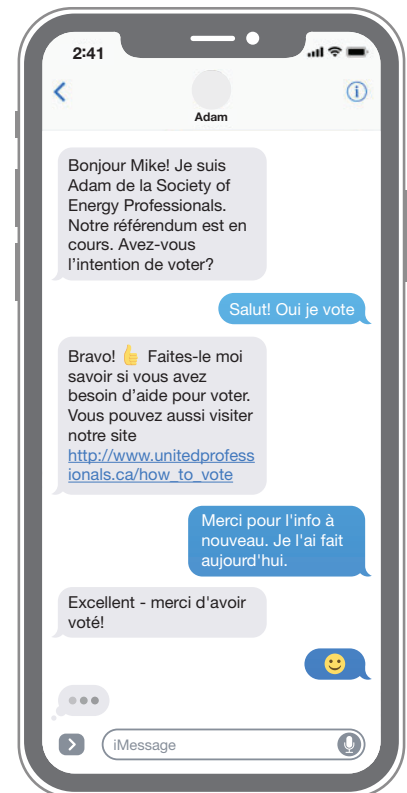 2:41
Adam
Bonjour Mike! Je suis
Adam de la Society of
Energy Professionals.
Notre référendum est en
cours. Avez-vous
l’intention de voter?
Salut! Oui je vote
Bravo! 👍 Faites-le moi
savoir si vous avez
besoin d’aide pour voter.
Vous pouvez aussi visiter
notre site
http://www.unitedprofess
ionals.ca/how_to_vote
Merci pour l'info à
nouveau. Je l'ai fait
aujourd'hui.
Excellent - merci d'avoir
voté!
🙂
iMessage